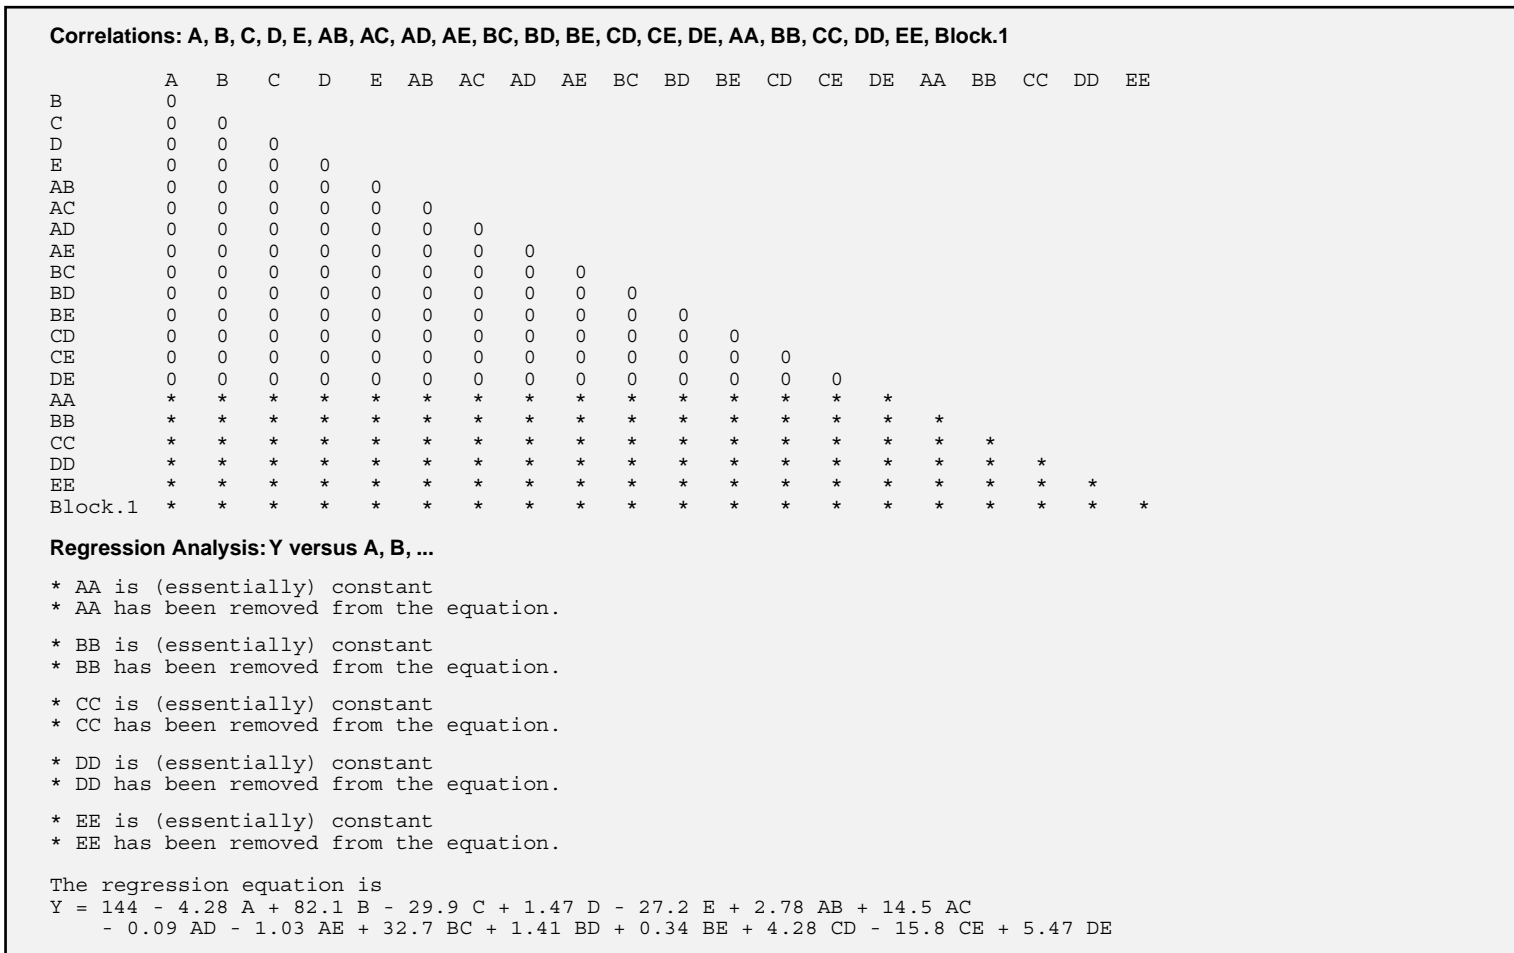 Correlations: A, B, C, D, E, AB, AC, AD, AE, BC, BD, BE, CD, CE, DE, AA, BB, CC, DD, EE, Block.1
A B C D E AB AC AD AE BC BD BE CD CE DE AA BB CC DD EE
B 0
C 0 0
D 0 0 0
E 0 0 0 0
AB 0 0 0 0 0
AC 0 0 0 0 0 0
AD 0 0 0 0 0 0 0
AE 0 0 0 0 0 0 0 0
BC 0 0 0 0 0 0 0 0 0
BD 0 0 0 0 0 0 0 0 0 0
BE 0 0 0 0 0 0 0 0 0 0 0
CD 0 0 0 0 0 0 0 0 0 0 0 0
CE 0 0 0 0 0 0 0 0 0 0 0 0 0
DE 0 0 0 0 0 0 0 0 0 0 0 0 0 0
AA * * * * * * * * * * * * * * *
BB * * * * * * * * * * * * * * * *
CC * * * * * * * * * * * * * * * * *
DD * * * * * * * * * * * * * * * * * *
EE * * * * * * * * * * * * * * * * * * *
Block.1 * * * * * * * * * * * * * * * * * * * *
Regression Analysis: Y versus A, B, ...
* AA is (essentially) constant
* AA has been removed from the equation.
* BB is (essentially) constant
* BB has been removed from the equation.
* CC is (essentially) constant
* CC has been removed from the equation.
* DD is (essentially) constant
* DD has been removed from the equation.
* EE is (essentially) constant
* EE has been removed from the equation.
The regression equation is
Y = 144 - 4.28 A + 82.1 B - 29.9 C + 1.47 D - 27.2 E + 2.78 AB + 14.5 AC
- 0.09 AD - 1.03 AE + 32.7 BC + 1.41 BD + 0.34 BE + 4.28 CD - 15.8 CE + 5.47 DE